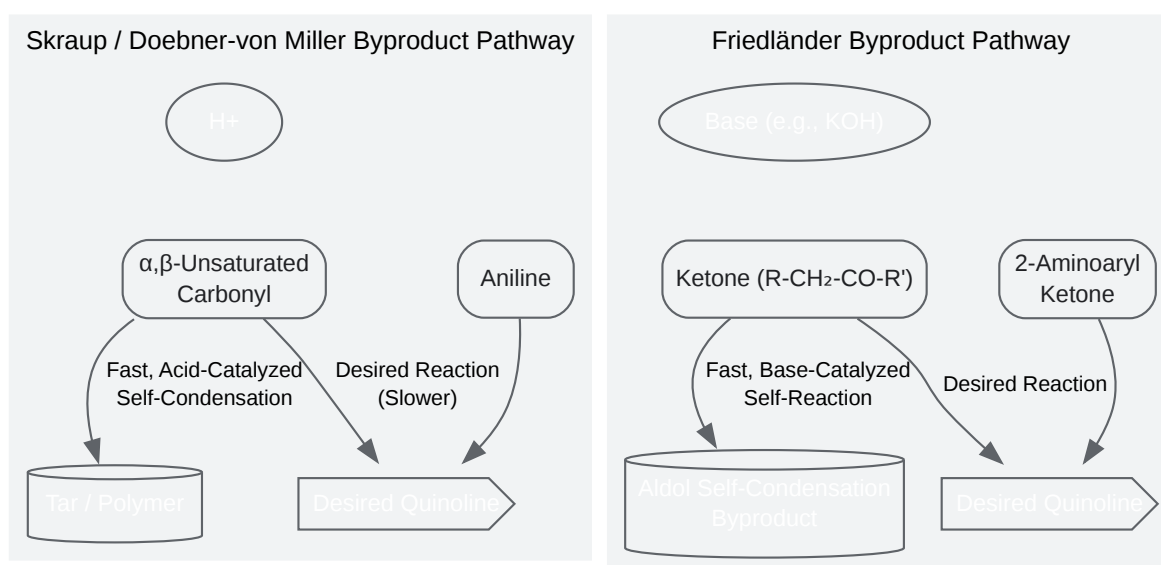 Skraup / Doebner-von Miller Byproduct Pathway
H+
α,β-Unsaturated
Carbonyl
Aniline
Fast, Acid-Catalyzed
Self-Condensation
Desired Reaction
(Slower)
Tar / Polymer
Desired Quinoline
Friedländer Byproduct Pathway
Base (e.g., KOH)
Ketone (R-CH₂-CO-R')
2-Aminoaryl
Ketone
Fast, Base-Catalyzed
Self-Reaction
Desired Reaction
Aldol Self-Condensation
Byproduct
Desired Quinoline